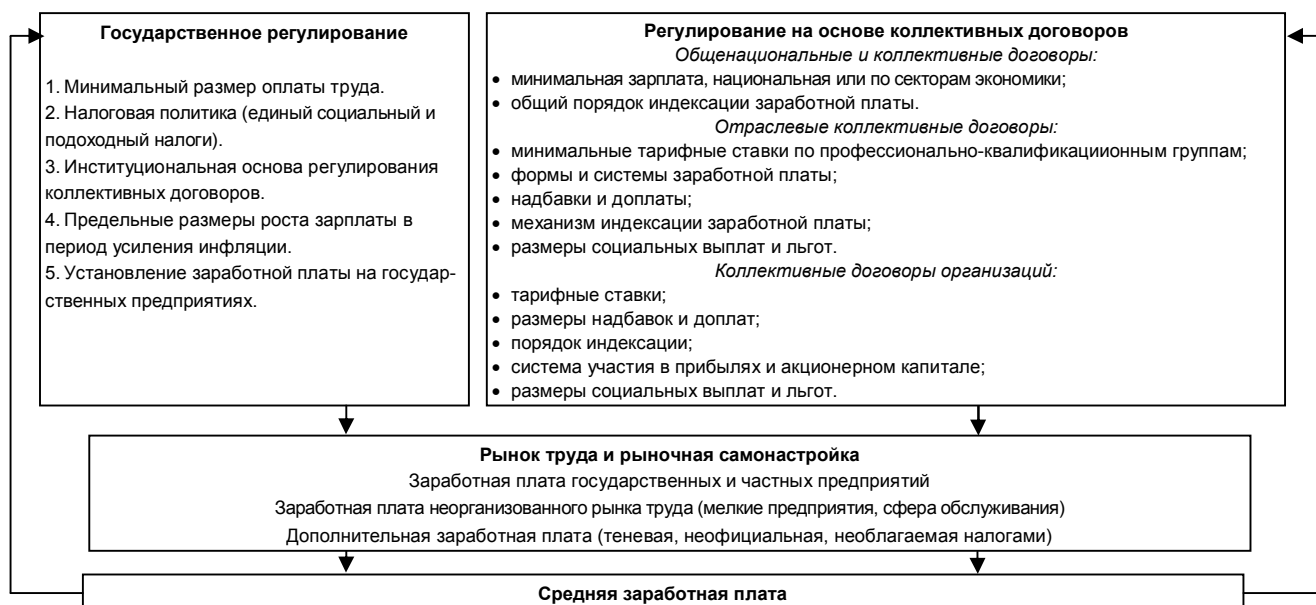 Государственное регулирование
1. Минимальный размер оплаты труда.
2. Налоговая политика (единый социальный и
подоходный налоги).
3. Институциональная основа регулирования
коллективных договоров.
4. Предельные размеры роста зарплаты в
период усиления инфляции.
5. Установление заработной платы на государ-
ственных предприятиях.
Регулирование на основе коллективных договоров
Общенациональные и коллективные договоры:
• минимальная зарплата, национальная или по секторам экономики;
• общий порядок индексации заработной платы.
Отраслевые коллективные договоры:
• минимальные тарифные ставки по профессионально-квалификациионным группам;
• формы и системы заработной платы;
• надбавки и доплаты;
• механизм индексации заработной платы;
• размеры социальных выплат и льгот.
Коллективные договоры организаций:
• тарифные ставки;
• размеры надбавок и доплат;
• порядок индексации;
• система участия в прибылях и акционерном капитале;
• размеры социальных выплат и льгот.
Рынок труда и рыночная самонастройка
Заработная плата государственных и частных предприятий
Заработная плата неорганизованного рынка труда (мелкие предприятия, сфера обслуживания)
Дополнительная заработная плата (теневая, неофициальная, необлагаемая налогами)
Средняя заработная плата